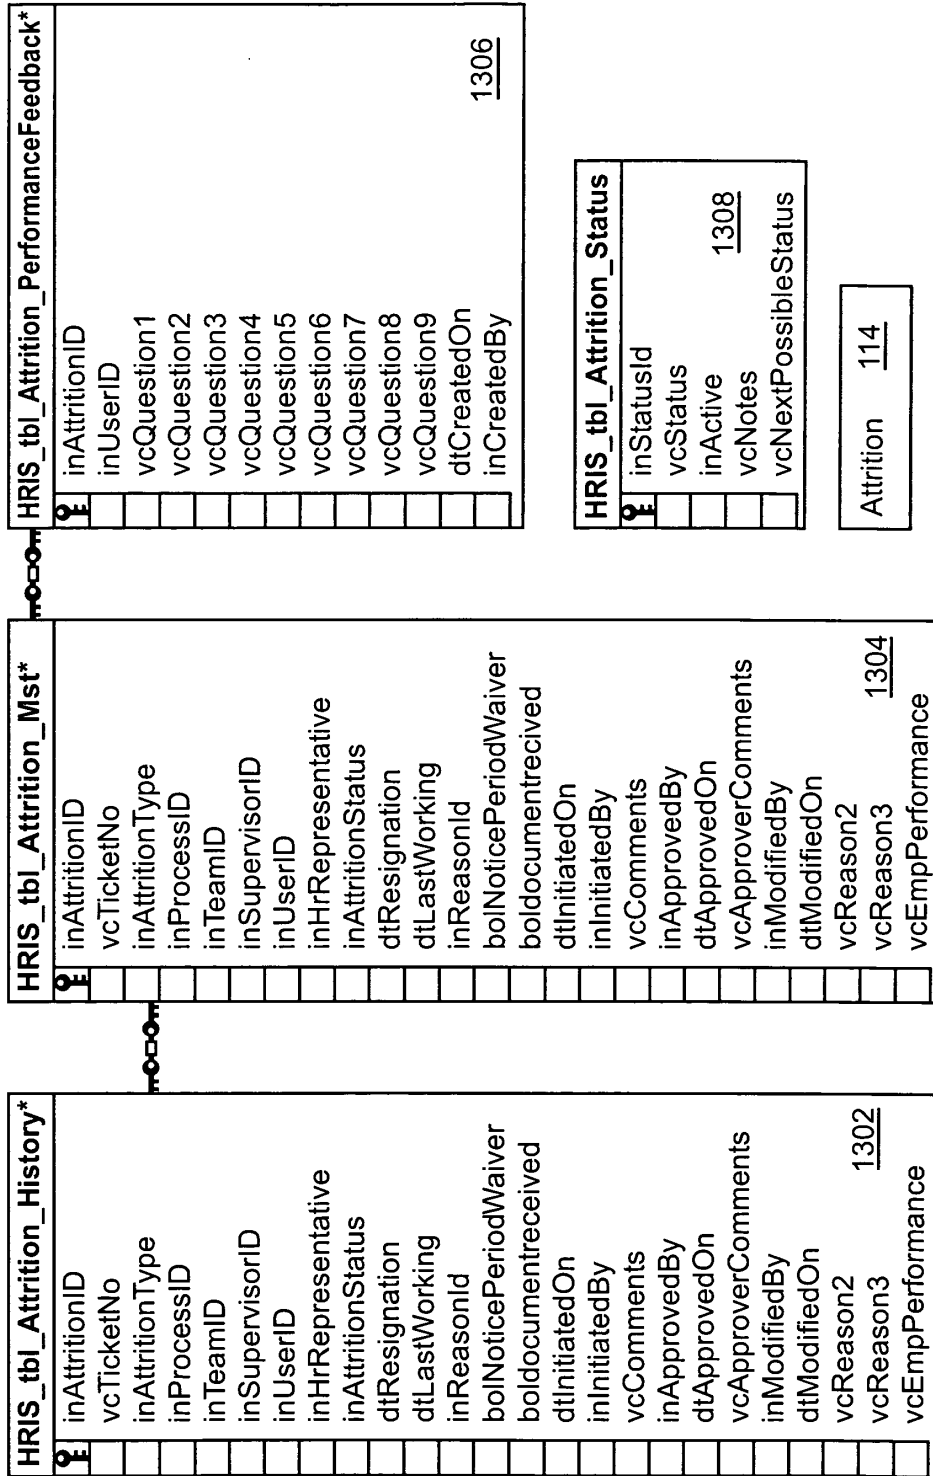 HRIS_tbl_Attrition_History*
inAttritionID
vcTicketNo
inAttritionType
inProcessID
inTeamID
inSupervisorID
inUserID
inHrRepresentative
inAttritionStatus
dtResignation
dtLastWorking
inReasonId
bolNoticePeriodWaiver
boldocumentreceived
dtInitiatedOn
inInitiatedBy
vcComments
inApprovedBy
dtApprovedOn
vcApproverComments
inModifiedBy
dtModifiedOn
vcReason2
vcReason3
vcEmpPerformance
1302
HRIS_tbl_Attrition_Mst*
inAttritionID
vcTicketNo
inAttritionType
inProcessID
inTeamID
inSupervisorID
inUserID
inHrRepresentative
inAttritionStatus
dtResignation
dtLastWorking
inReasonId
bolNoticePeriodWaiver
boldocumentrecived
dtInitiatedOn
inInitiatedBy
vcComments
inApprovedBy
dtApprovedOn
vcApproverComments
inModifiedBy
dtModifiedOn
vcReason2
vcReason3
vcEmpPerformance
1304
HRIS_tbl_Attrition_PerformanceFeedback*
inAttritionID
inUserID
vcQuestion1
vcQuestion2
vcQuestion3
vcQuestion4
vcQuestion5
vcQuestion6
vcQuestion7
vcQuestion8
vcQuestion9
dtCreatedOn
inCreatedBy
1306
HRIS_tbl_Attrition_Status
inStatusId
vcStatus
inActive
vcNotes
vcNextPossibleStatus
1308
Attrition 114